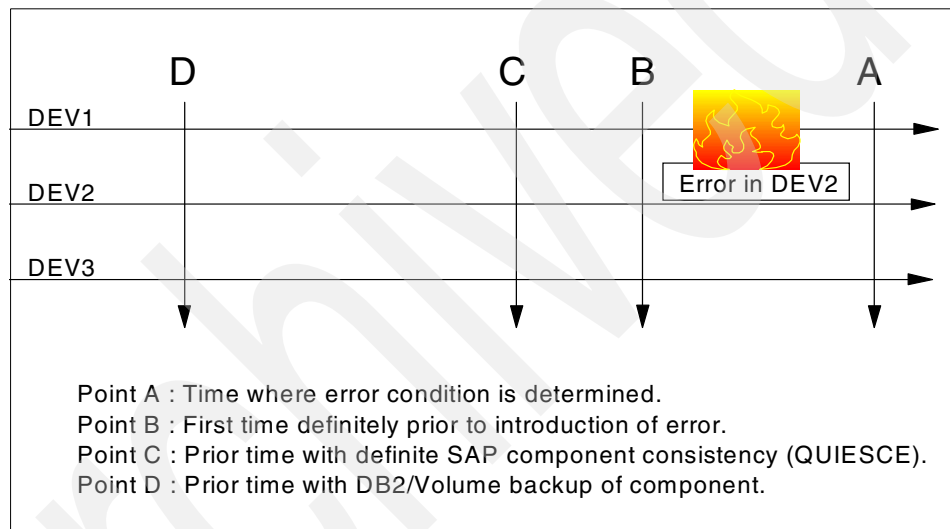 D C B A
DEV1
Error in DEV2
DEV2
DEV3
Point A : Time where error condition is determined.
Point B : First time definitely prior to introduction of error.
Point C : Prior time with definite SAP component consistency (QUIESCE).
Point D : Prior time with DB2/Volume backup of component.